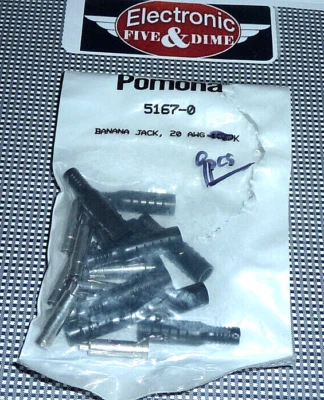 Electronic
FIVE & DIME
Pomona
5167-0
BANANA JACK, 20 AWG
9pcs